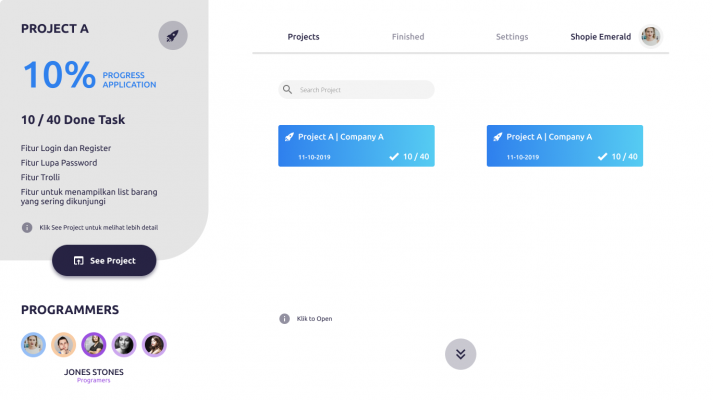 PROJECT A
10% PROGRESS
APPLICATION
10 / 40 Done Task
Fitur Login dan Register
Fitur Lupa Password
Fitur Trolli
Fitur untuk menampilkan list barang
yang sering dikunjungi
Klik See Project untuk melihat lebih detail
See Project
PROGRAMMERS
JONES STONES
Programers
Projects Finished Settings Shopie Emerald
Search Project
Project A | Company A
11-10-2019 10 / 40
Project A | Company A
11-10-2019 10 / 40
Klik to Open